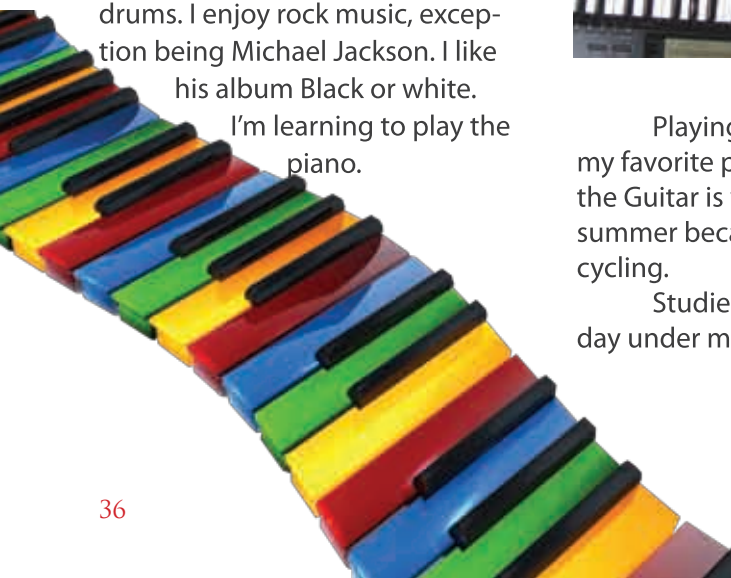 drums. I enjoy rock music, excep-
tion being Michael Jackson. I like
his album Black or white.
I'm learning to play the
piano.
Playing
my favorite p
the Guitar is
summer beca
cycling.
Studie
day under m
36